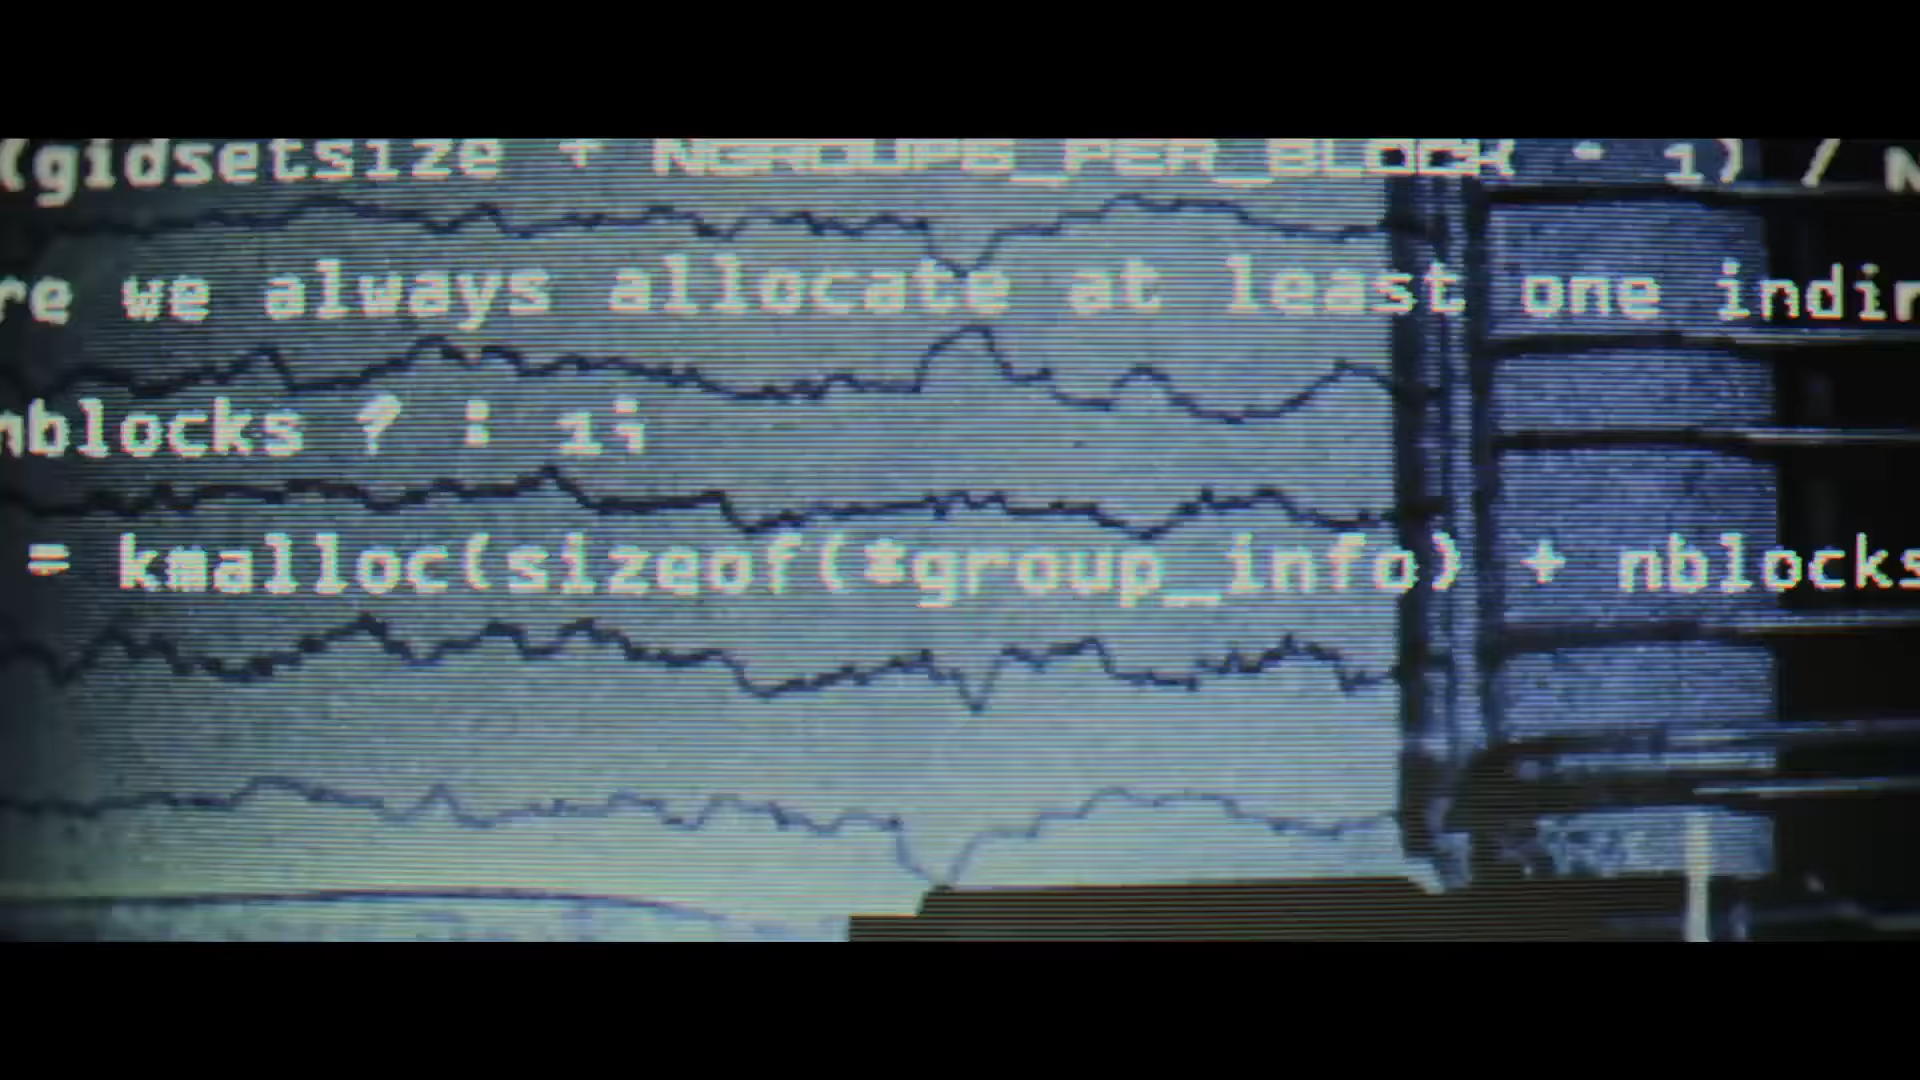 (gidsetsize + NGROUPS_PER_BLOCK - 1) / N
re we always allocate at least one indir
nblocks ? : 1;
= kmalloc(sizeof(*group_info) + nblocks